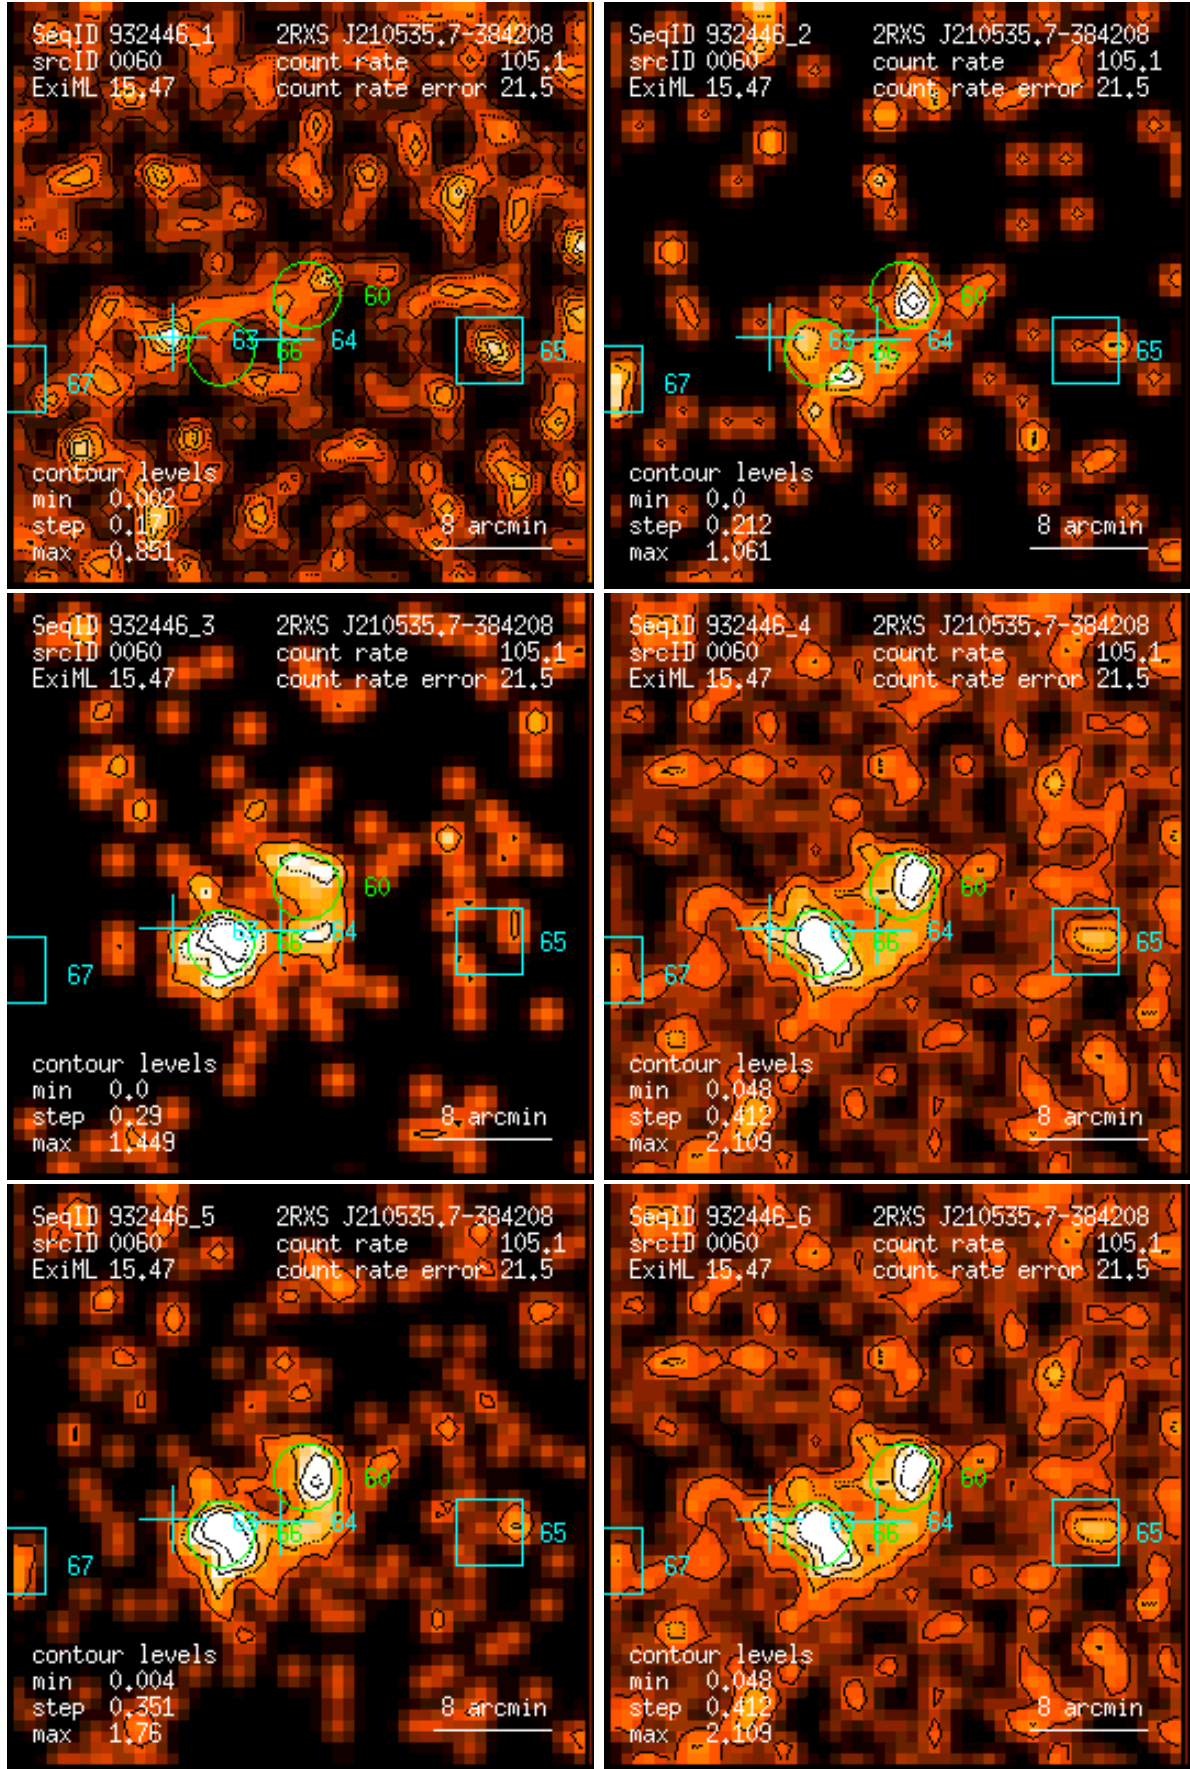 SeqID 932446_1 2RXS J210535.7-384208
srcID 0060 count rate 105.1
ExiML 15.47 count rate error 21.5
60
63 64
66
65
67
contour levels
min 0.002
step 0.17
max 0.851
8 arcmin
SeqID 932446_2 2RXS J210535.7-384208
srcID 0060 count rate 105.1
ExiML 15.47 count rate error 21.5
60
63 64
66
65
67
contour levels
min 0.0
step 0.212
max 1.061
8 arcmin
SeqID 932446_3 2RXS J210535.7-384208
srcID 0060 count rate 105.1
ExiML 15.47 count rate error 21.5
60
63 64
66
65
67
contour levels
min 0.0
step 0.29
max 1.449
8 arcmin
SeqID 932446_4 2RXS J210535.7-384208
srcID 0060 count rate 105.1
ExiML 15.47 count rate error 21.5
60
63 64
66
65
67
contour levels
min 0.048
step 0.412
max 2.109
8 arcmin
SeqID 932446_5 2RXS J210535.7-384208
srcID 0060 count rate 105.1
ExiML 15.47 count rate error 21.5
60
63 64
66
65
67
contour levels
min 0.004
step 0.351
max 1.76
8 arcmin
SeqID 932446_6 2RXS J210535.7-384208
srcID 0060 count rate 105.1
ExiML 15.47 count rate error 21.5
60
63 64
66
65
67
contour levels
min 0.048
step 0.412
max 2.109
8 arcmin